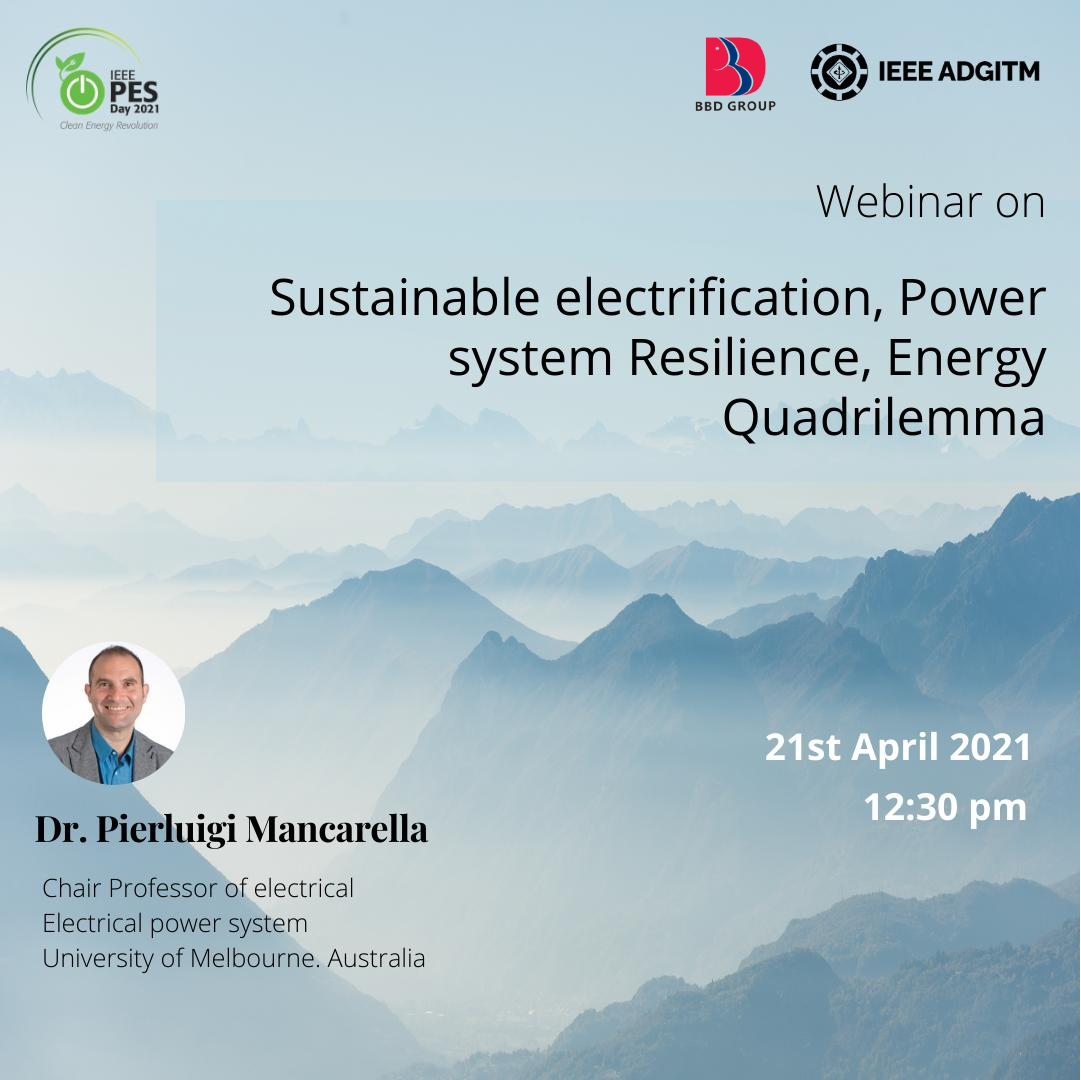 IEEE
PES
Day 2021
Clean Energy Revolution
BBD GROUP
IEEE ADGITM
Webinar on
Sustainable electrification, Power
system Resilience, Energy
Quadrilemma
21st April 2021
12:30 pm
Dr. Pierluigi Mancarella
Chair Professor of electrical
Electrical power system
University of Melbourne. Australia